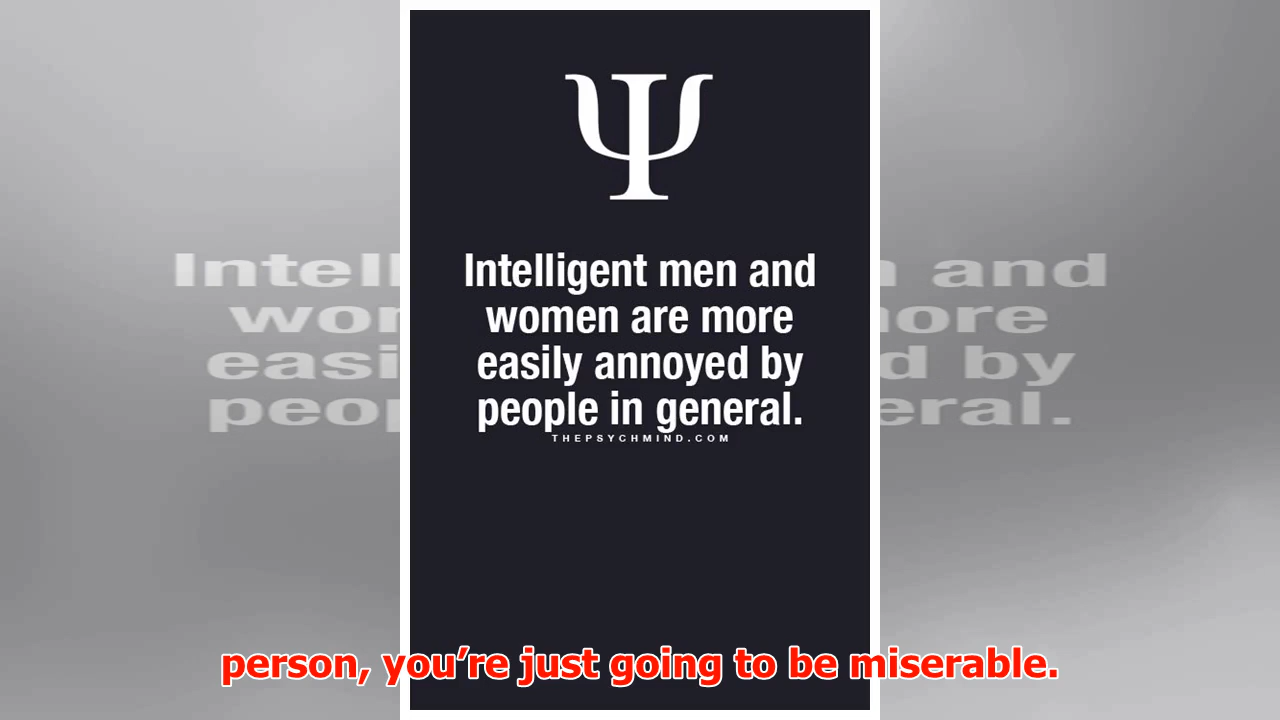 Ψ
Intelligent men and
women are more
easily annoyed by
people in general.
THEPSYCHMIND.COM
person, you’re just going to be miserable.